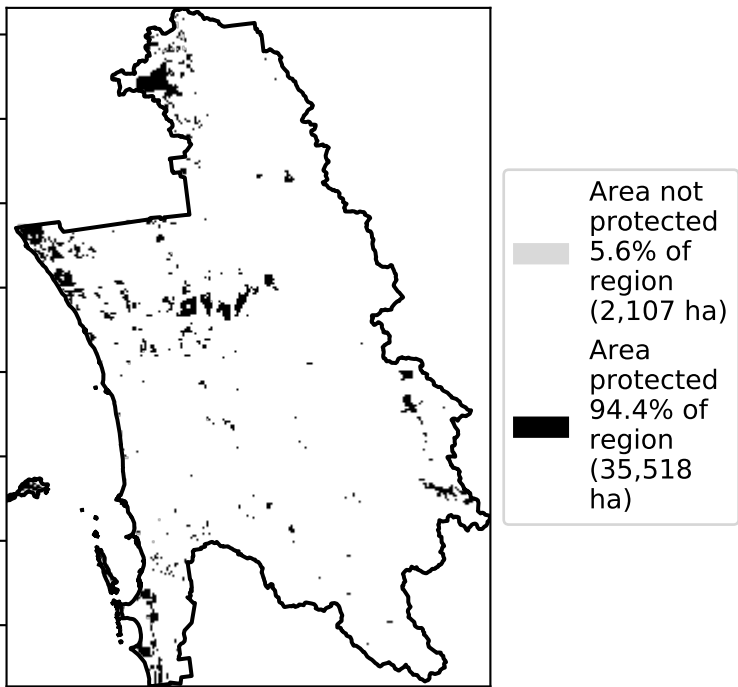 Area not
protected
5.6% of
region
(2,107 ha)
Area
protected
94.4% of
region
(35,518
ha)